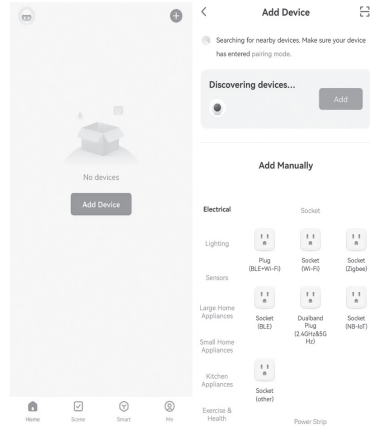 No devices
Add Device
Home
Scene
Smart
Me
Add Device
Searching for nearby devices. Make sure your device
has entered pairing mode.
Discovering devices...
Add
Add Manually
Electrical
Socket
Lighting
Sensors
Large Home
Appliances
Small Home
Appliances
Kitchen
Appliances
Exercise &
Health
Plug
(BLE+Wi-Fi)
Socket
(Wi-Fi)
Socket
(Zigbee)
Socket
(BLE)
Dualband
Plug
(2.4GHz&5G
Hz)
Socket
(NB-IoT)
Socket
(other)
Power Strip